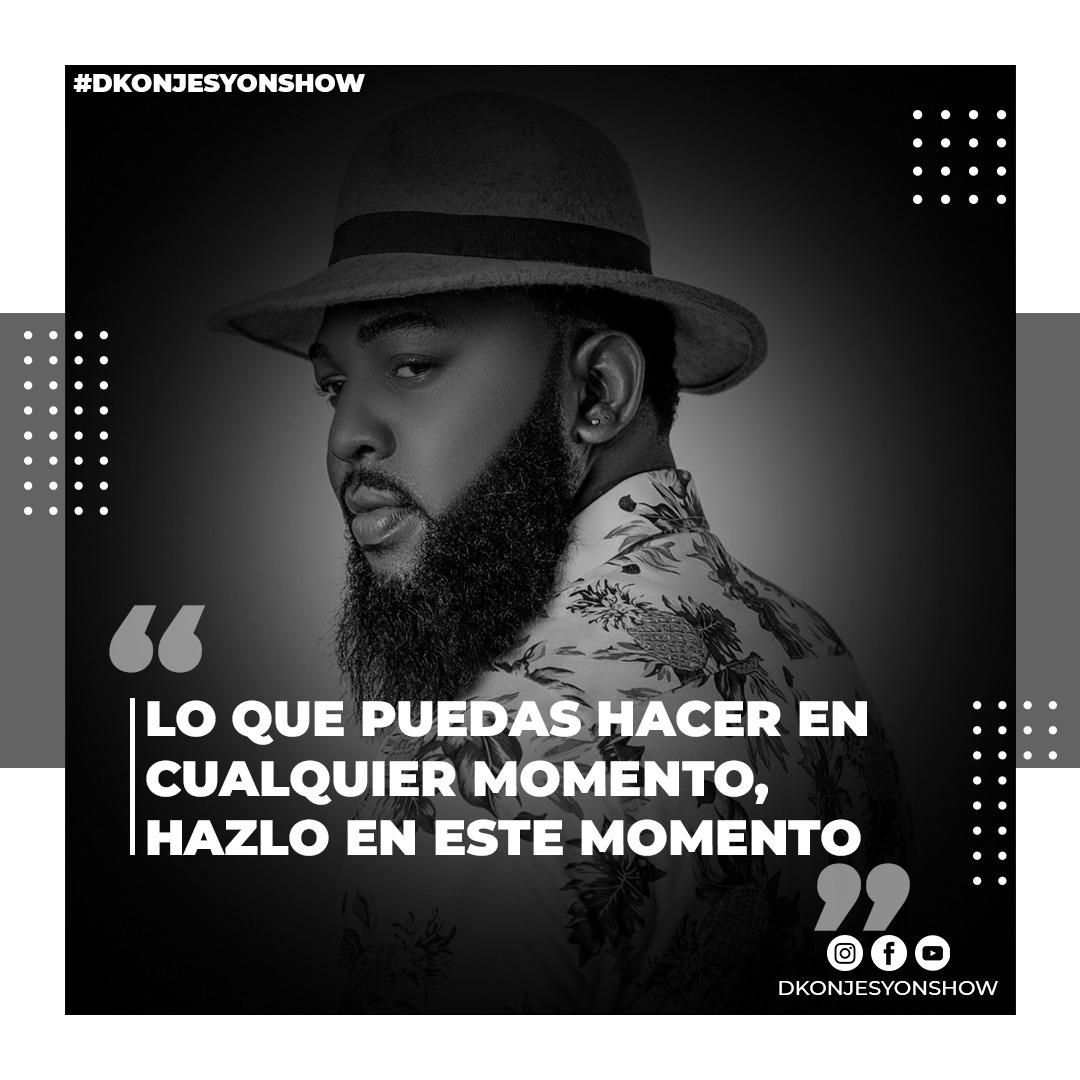 #DKONJESYONSHOW
“
LO QUE PUEDAS HACER EN
CUALQUIER MOMENTO,
HAZLO EN ESTE MOMENTO
”
DKONJESYONSHOW